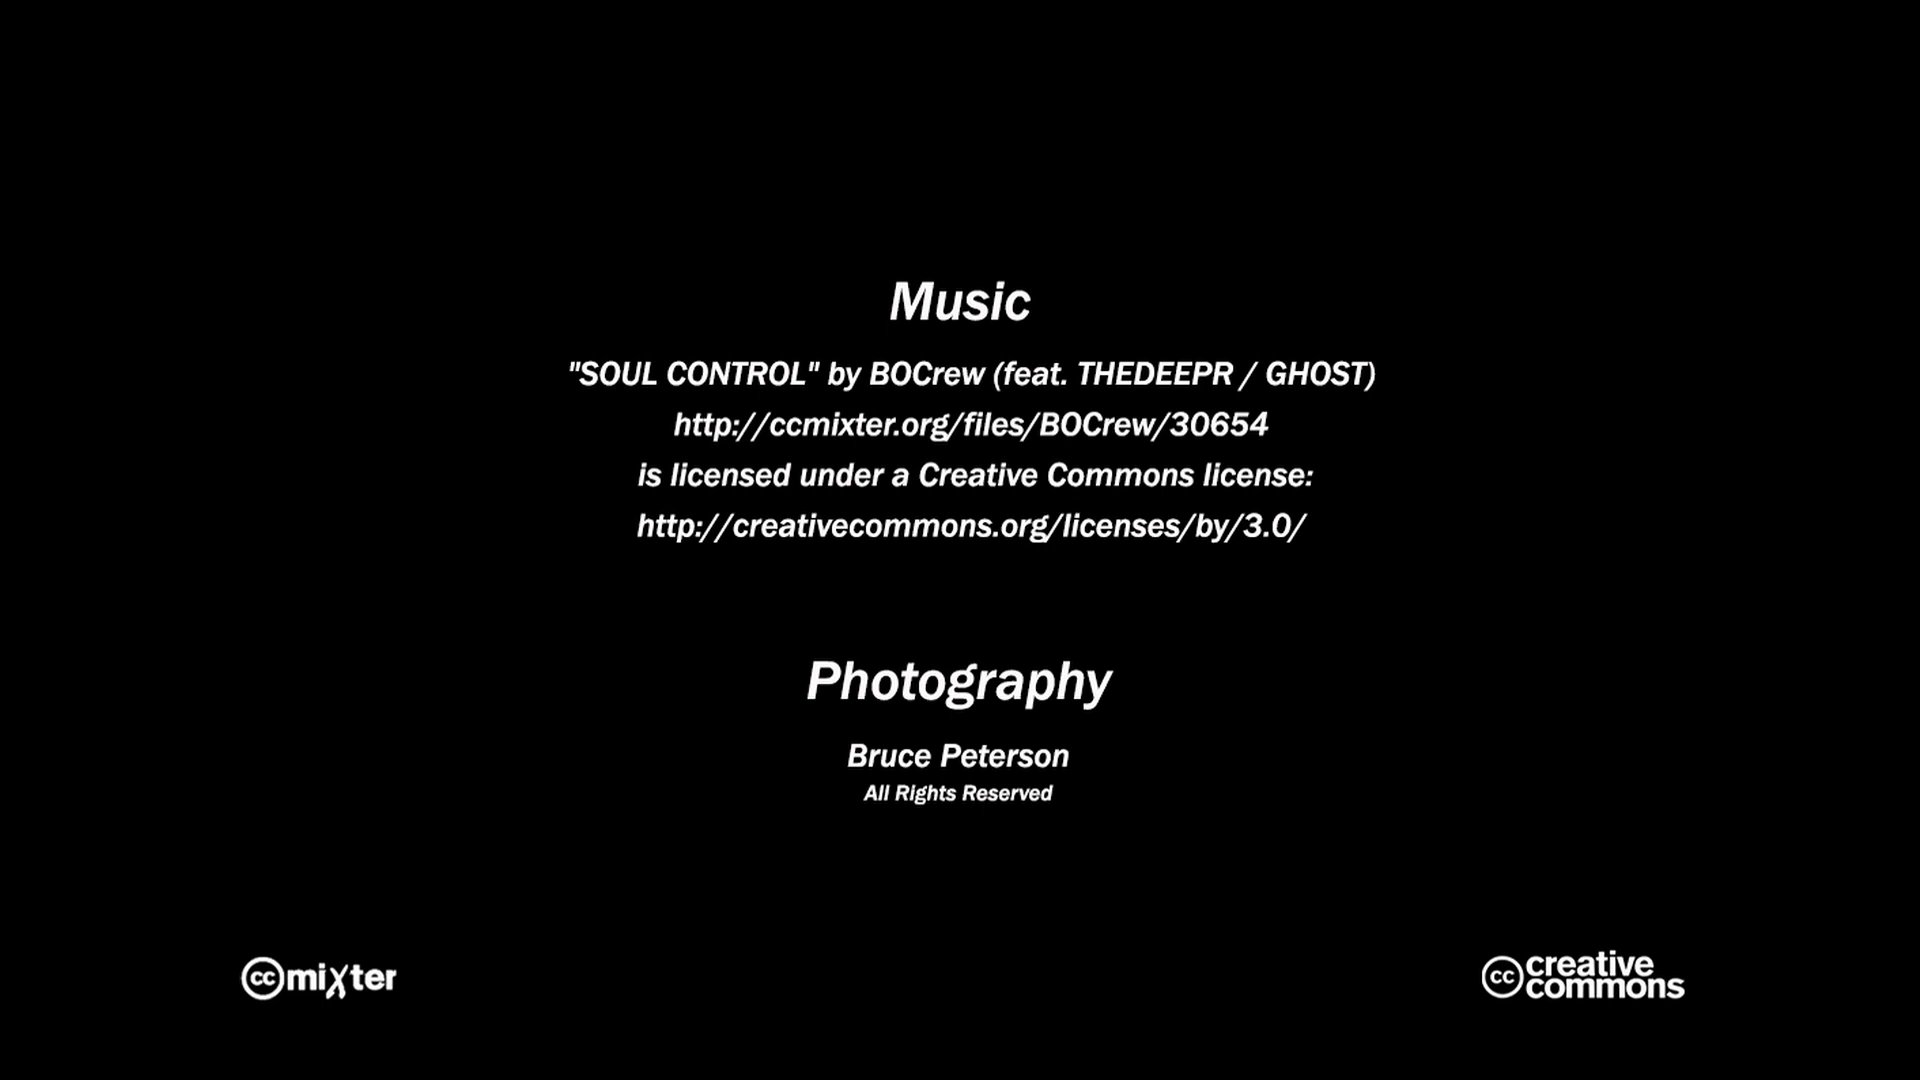 Music
"SOUL CONTROL" by BOCrew (feat. THEDEEPR / GHOST)
http://ccmixter.org/files/BOCrew/30654
is licensed under a Creative Commons license:
http://creativecommons.org/licenses/by/3.0/
Photography
Bruce Peterson
All Rights Reserved
cc mixter
cc creative commons